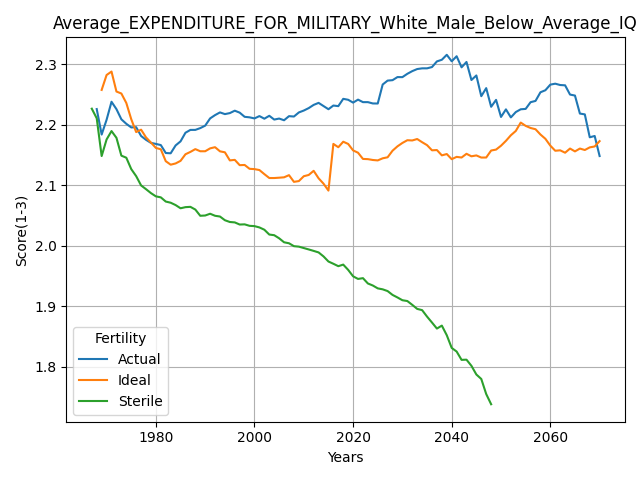 Average_EXPENDITURE_FOR_MILITARY_White_Male_Below_Average_IQ
Score(1-3)
2.3
2.2
2.1
2.0
1.9
1.8
Fertility
Actual
Ideal
Sterile
1980 2000 2020 2040 2060
Years